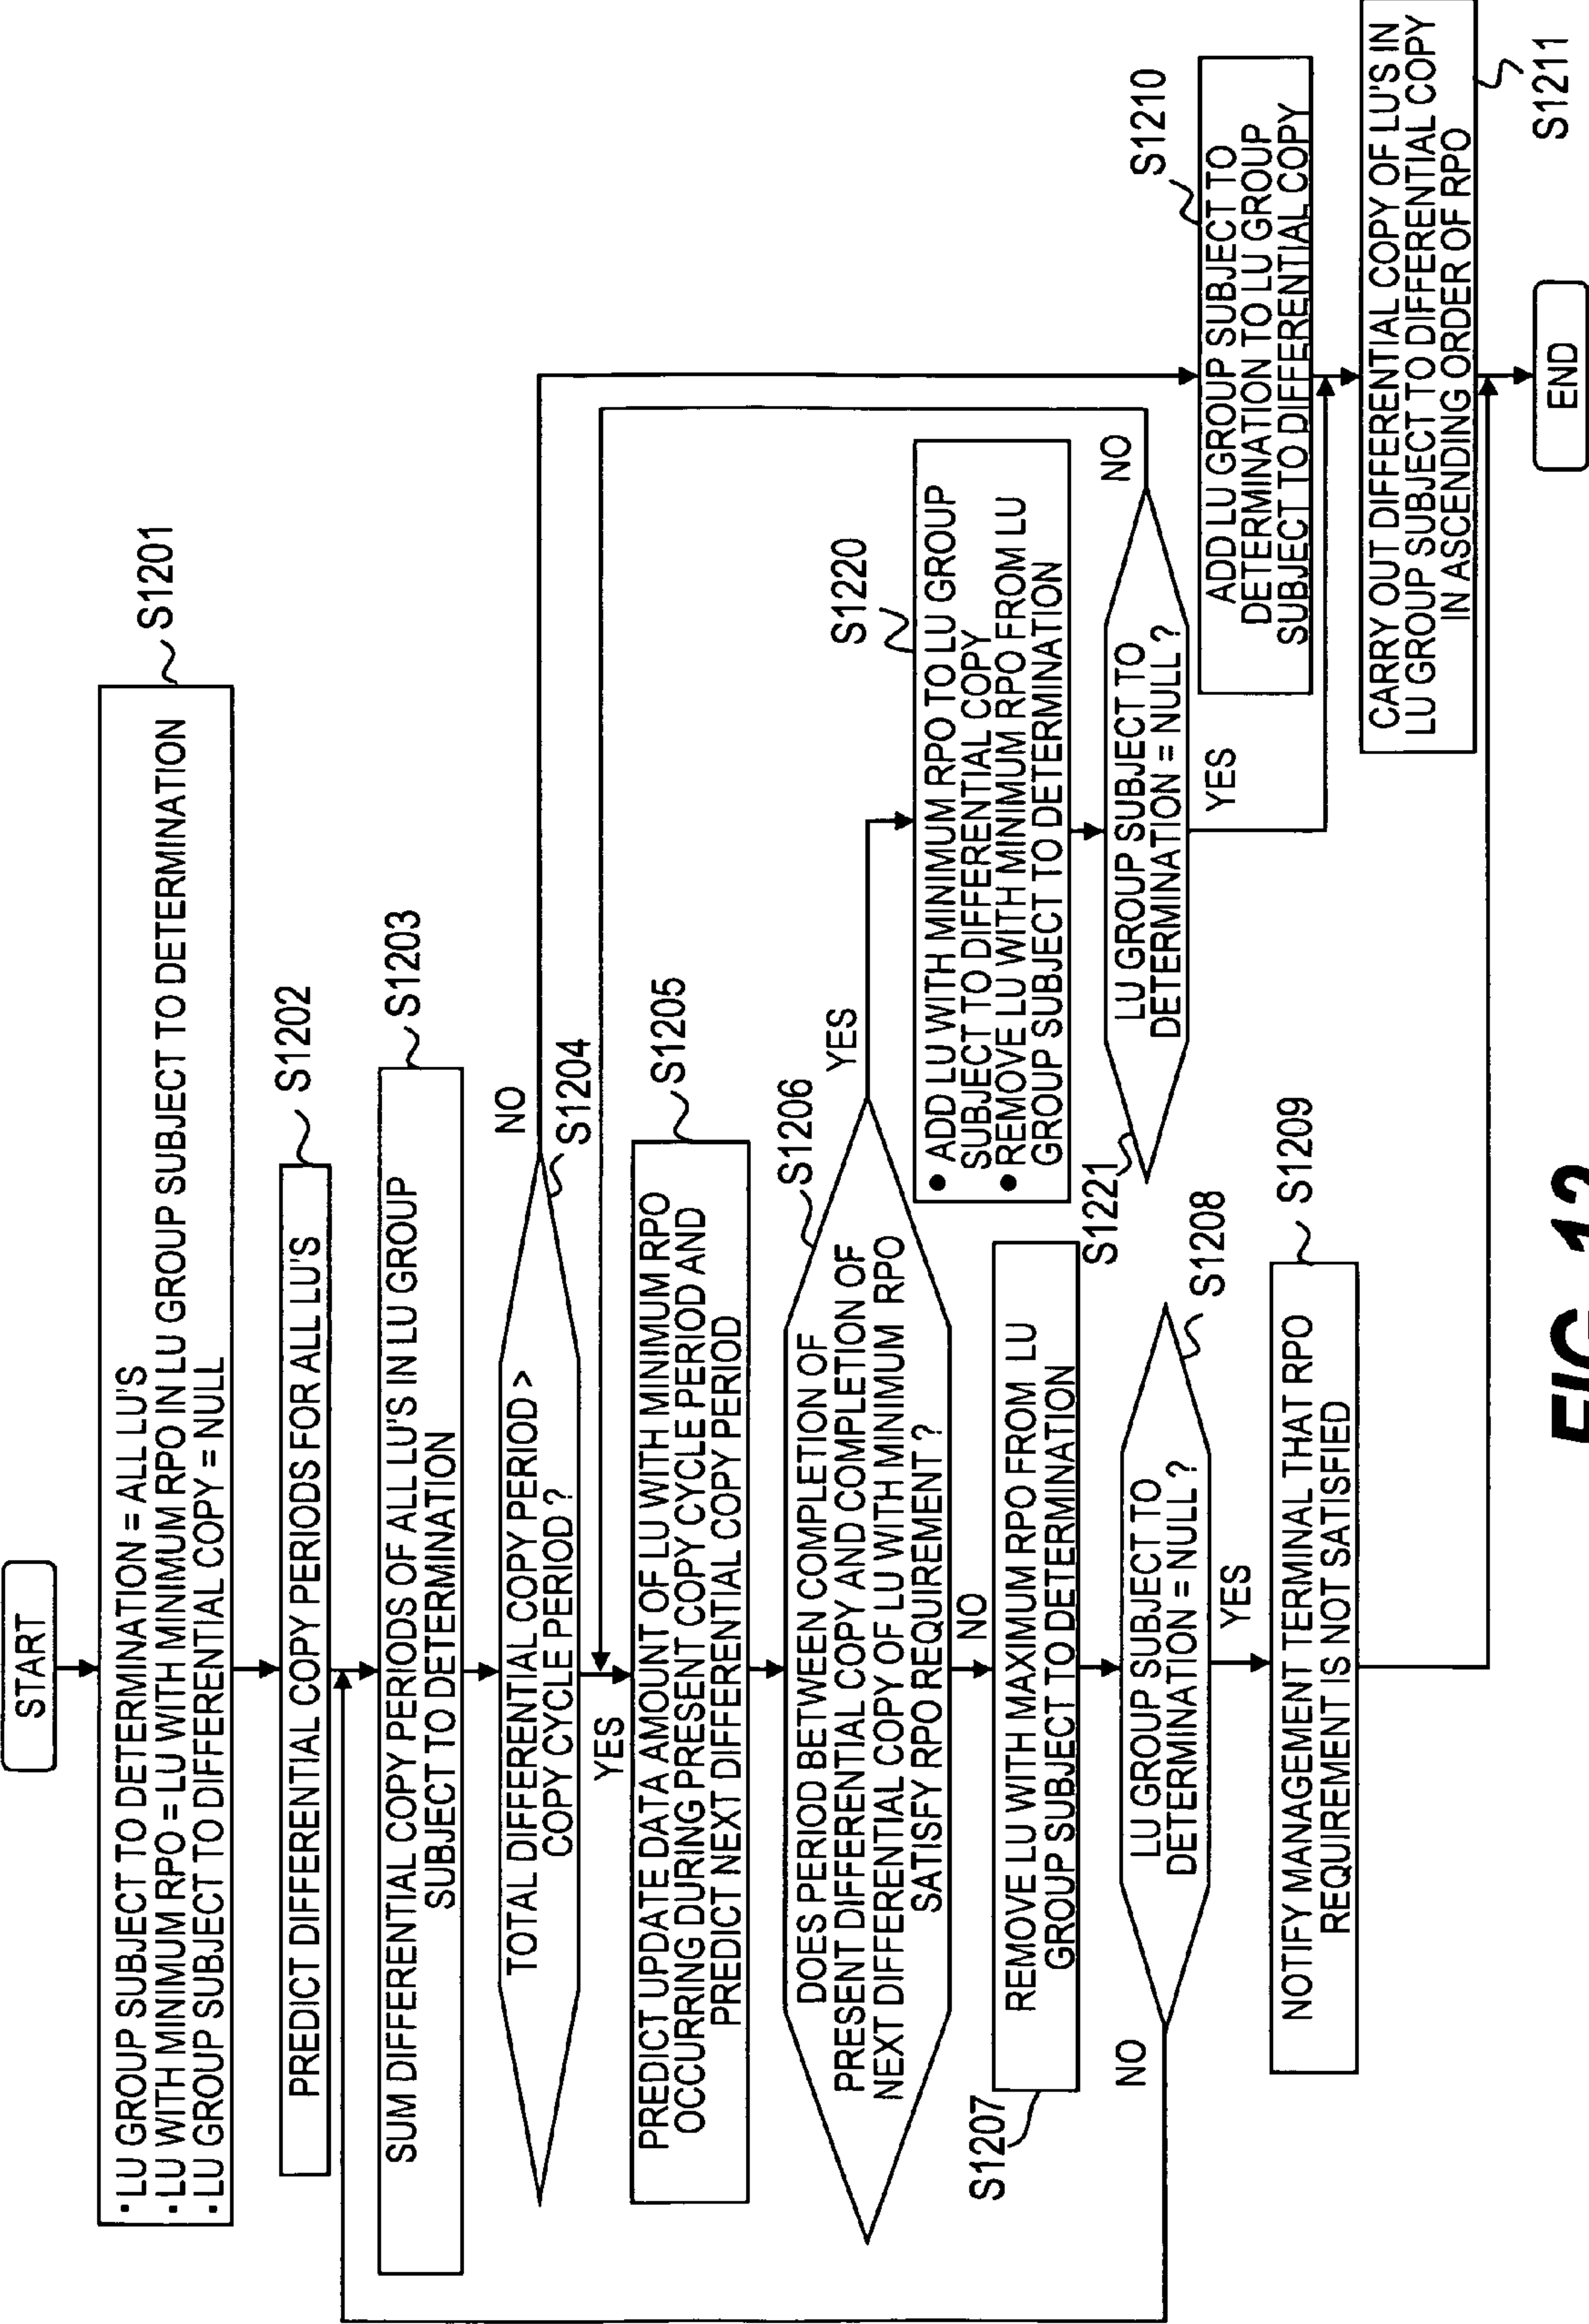 START
·LU GROUP SUBJECT TO DETERMINATION = ALL LU'S
·LU WITH MINIMUM RPO = LU WITH MINIMUM RPO IN LU GROUP SUBJECT TO DETERMINATION
·LU GROUP SUBJECT TO DIFFERENTIAL COPY = NULL
S1201
PREDICT DIFFERENTIAL COPY PERIODS FOR ALL LU'S
S1202
SUM DIFFERENTIAL COPY PERIODS OF ALL LU'S IN LU GROUP
SUBJECT TO DETERMINATION
S1203
TOTAL DIFFERENTIAL COPY PERIOD >
COPY CYCLE PERIOD ?
NO
S1204
YES
PREDICT UPDATE DATA AMOUNT OF LU WITH MINIMUM RPO
OCCURRING DURING PRESENT COPY CYCLE PERIOD AND
PREDICT NEXT DIFFERENTIAL COPY PERIOD
S1205
DOES PERIOD BETWEEN COMPLETION OF
PRESENT DIFFERENTIAL COPY AND COMPLETION OF
NEXT DIFFERENTIAL COPY OF LU WITH MINIMUM RPO
SATISFY RPO REQUIREMENT ?
S1206
YES
NO
REMOVE LU WITH MAXIMUM RPO FROM LU
GROUP SUBJECT TO DETERMINATION
S1207
LU GROUP SUBJECT TO
DETERMINATION = NULL ?
S1208
NO
YES
NOTIFY MANAGEMENT TERMINAL THAT RPO
REQUIREMENT IS NOT SATISFIED
S1209
• ADD LU WITH MINIMUM RPO TO LU GROUP
SUBJECT TO DIFFERENTIAL COPY
• REMOVE LU WITH MINIMUM RPO FROM LU
GROUP SUBJECT TO DETERMINATION
S1220
LU GROUP SUBJECT TO
DETERMINATION = NULL ?
S1221
NO
YES
ADD LU GROUP SUBJECT TO
DETERMINATION TO LU GROUP
SUBJECT TO DIFFERENTIAL COPY
S1210
CARRY OUT DIFFERENTIAL COPY OF LU'S IN
LU GROUP SUBJECT TO DIFFERENTIAL COPY
IN ASCENDING ORDER OF RPO
S1211
END